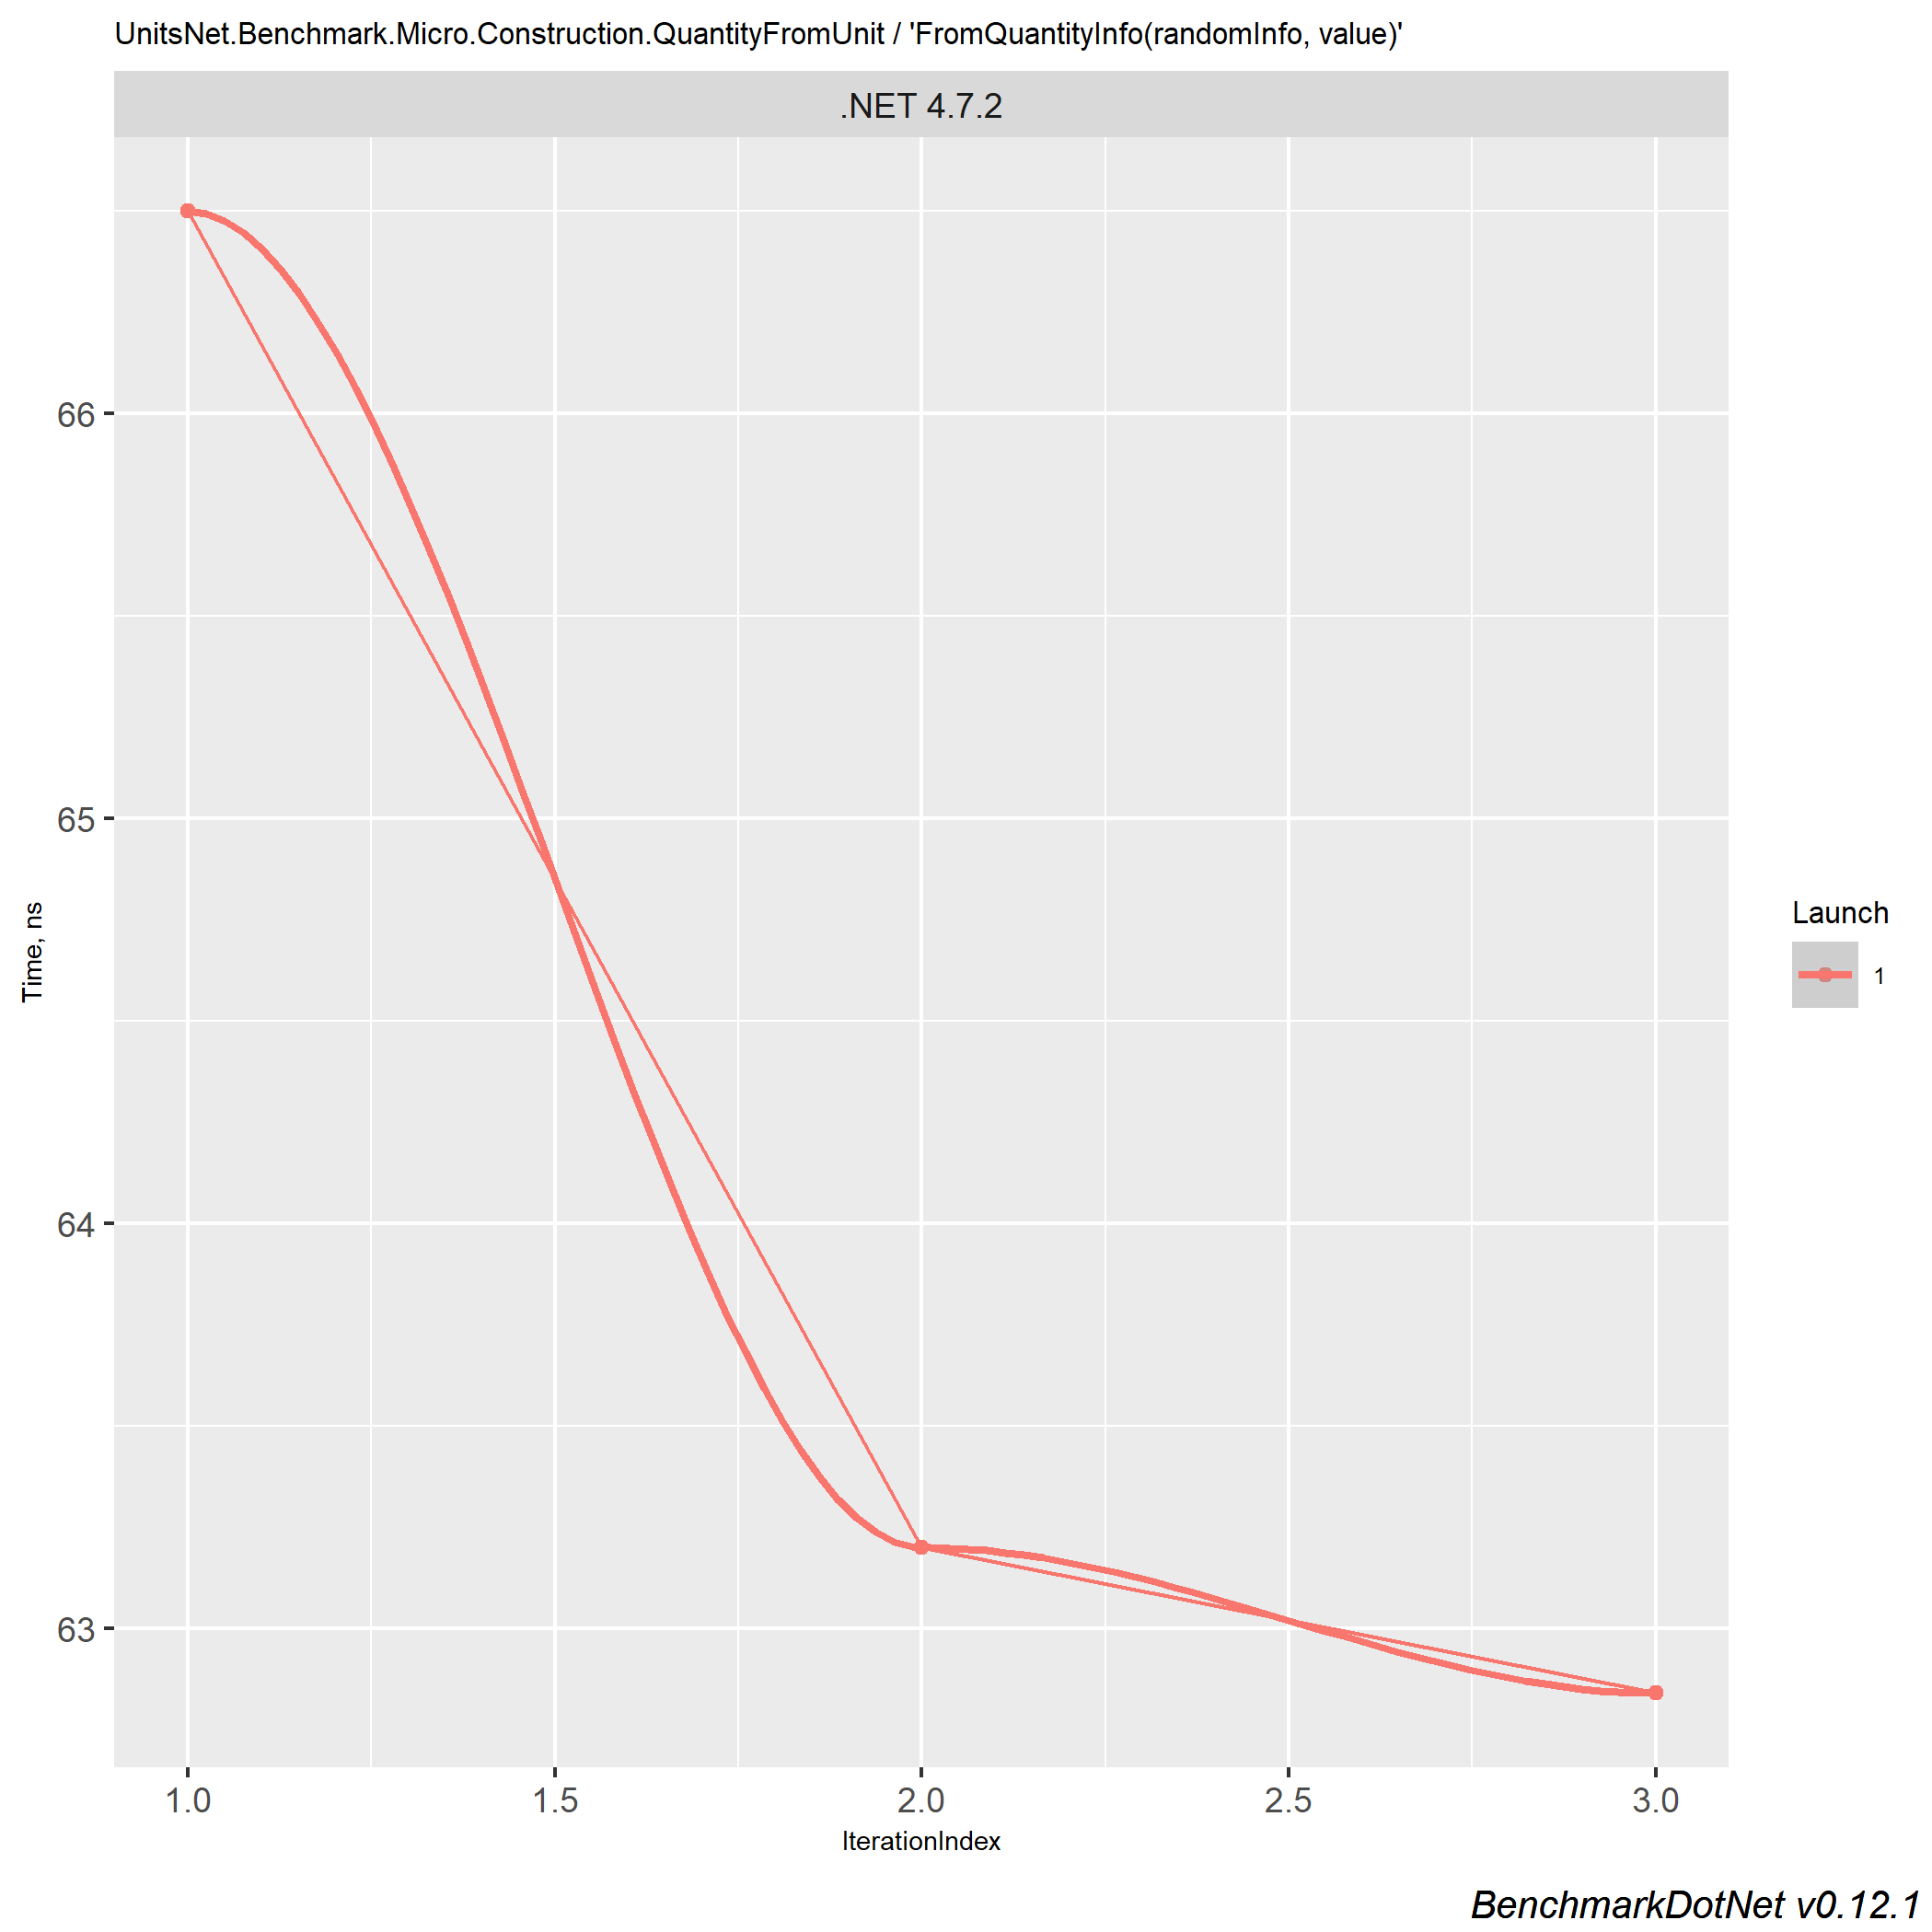 UnitsNet.Benchmark.Micro.Construction.QuantityFromUnit / 'FromQuantityInfo(randomInfo, value)'
.NET 4.7.2
66
65
64
63
Time, ns
1.0 1.5 2.0 2.5 3.0
IterationIndex
Launch
1
BenchmarkDotNet v0.12.1